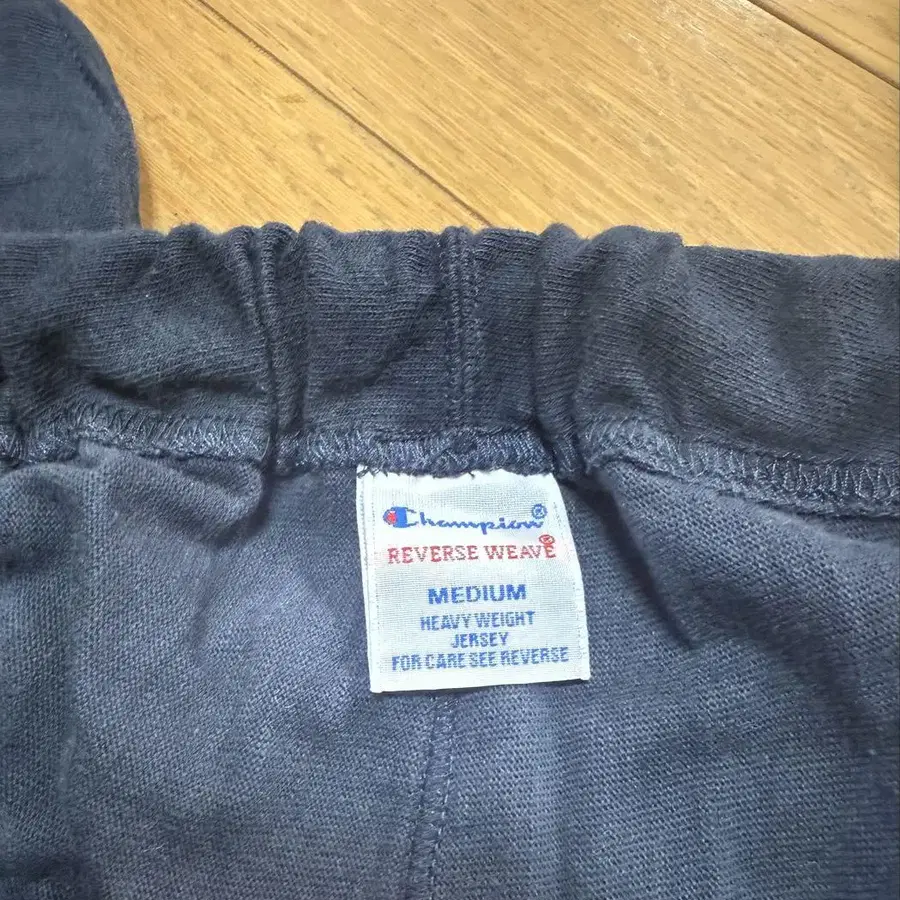 Champion®
REVERSE WEAVE®
MEDIUM
HEAVY WEIGHT
JERSEY
FOR CARE SEE REVERSE